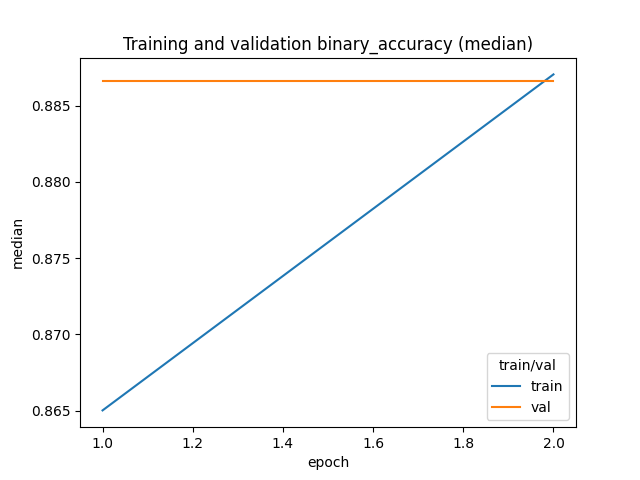 Training and validation binary_accuracy (median)
0.885
0.880
0.875
0.870
0.865
median
1.0 1.2 1.4 1.6 1.8 2.0
epoch
train/val
train
val